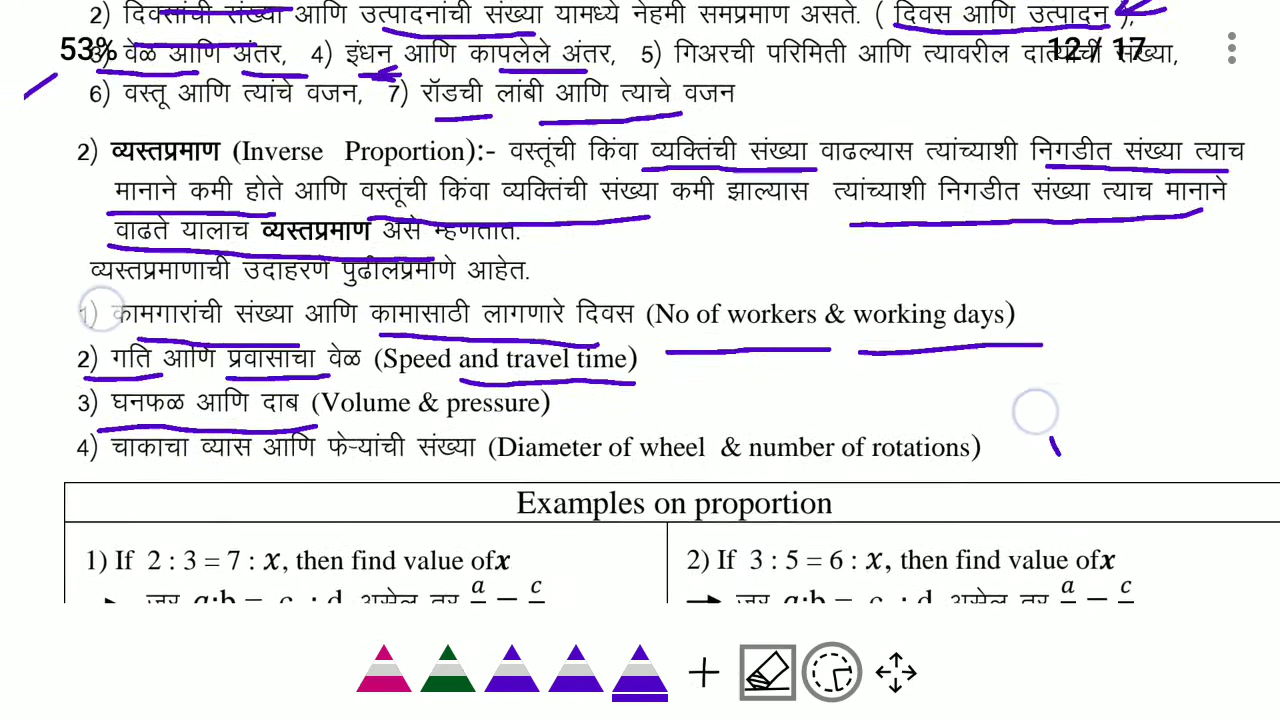 2) दिवसांची संख्या आणि उत्पादनांची संख्या यामध्ये नेहमी समप्रमाण असते. ( दिवस आणि उत्पादन ),
53%
12 / 17
3) वेळ आणि अंतर, 4) इंधन आणि कापलेले अंतर, 5) गिअरची परिमिती आणि त्यावरील दात्यांची संख्या,
6) वस्तू आणि त्यांचे वजन, 7) रॉडची लांबी आणि त्याचे वजन
2) व्यस्तप्रमाण (Inverse Proportion):- वस्तूंची किंवा व्यक्तिंची संख्या वाढल्यास त्यांच्याशी निगडीत संख्या त्याच
मानाने कमी होते आणि वस्तूंची किंवा व्यक्तिंची संख्या कमी झाल्यास त्यांच्याशी निगडीत संख्या त्याच मानाने
वाढते यालाच व्यस्तप्रमाण असे म्हणतात.
व्यस्तप्रमाणाची उदाहरणे पुढीलप्रमाणे आहेत.
1) कामगारांची संख्या आणि कामासाठी लागणारे दिवस (No of workers & working days)
2) गति आणि प्रवासाचा वेळ (Speed and travel time)
3) घनफळ आणि दाब (Volume & pressure)
4) चाकाचा व्यास आणि फेऱ्यांची संख्या (Diameter of wheel & number of rotations)
Examples on proportion
1) If 2 : 3 = 7 : x, then find value of x
2) If 3 : 5 = 6 : x, then find value of x
जर a:b = c : d असेल तर a = c
जर a:b = c : d असेल तर a = c